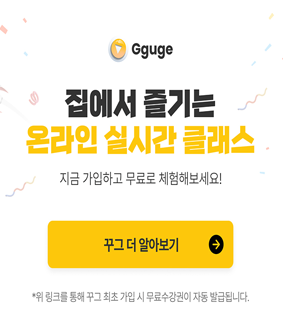 Gguge
집에서 즐기는
온라인 실시간 클래스
지금 가입하고 무료로 체험해보세요!
꾸그 더 알아보기
*위 링크를 통해 꾸그 최초 가입 시 무료수강권이 자동 발급됩니다.